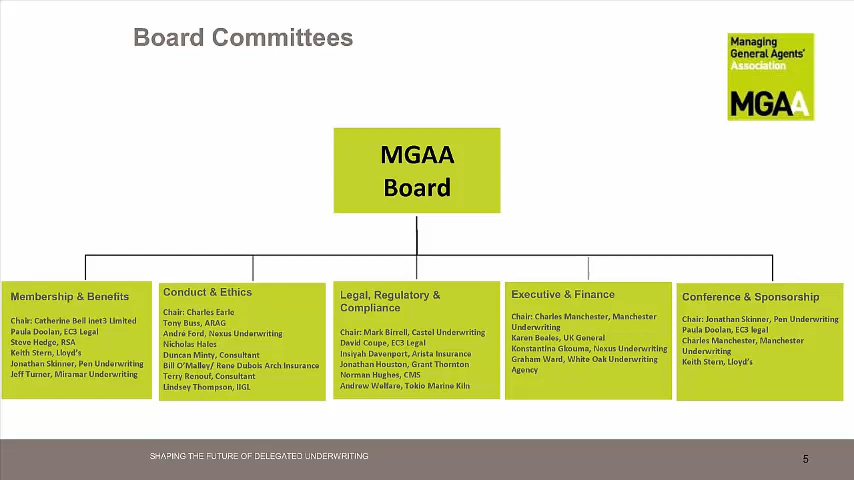 Board Committees
Managing
General Agents'
Association
MGAA
MGAA
Board
Membership & Benefits
Chair: Catherine Bell inet3 Limited
Paula Doolan, EC3 Legal
Steve Hedge, RSA
Keith Stern, Lloyd's
Jonathan Skinner, Pen Underwriting
Jeff Turner, Miramar Underwriting
Conduct & Ethics
Chair: Charles Earle
Tony Buss, ARAG
André Ford, Nexus Underwriting
Nicholas Hales
Duncan Minty, Consultant
Bill O'Malley/ Rene Dubois Arch Insurance
Terry Renouf, Consultant
Lindsey Thompson, IIGL
Legal, Regulatory &
Compliance
Chair: Mark Birrell, Castel Underwriting
David Coupe, EC3 Legal
Insiyah Davenport, Arista Insurance
Jonathan Houston, Grant Thornton
Norman Hughes, CMS
Andrew Welfare, Tokio Marine Kiln
Executive & Finance
Chair: Charles Manchester, Manchester
Underwriting
Karen Beales, UK General
Konstantina Gkouma, Nexus Underwriting
Graham Ward, White Oak Underwriting
Agency
Conference & Sponsorship
Chair: Jonathan Skinner, Pen Underwriting
Paula Doolan, EC3 legal
Charles Manchester, Manchester
Underwriting
Keith Stern, Lloyd's
SHAPING THE FUTURE OF DELEGATED UNDERWRITING
5